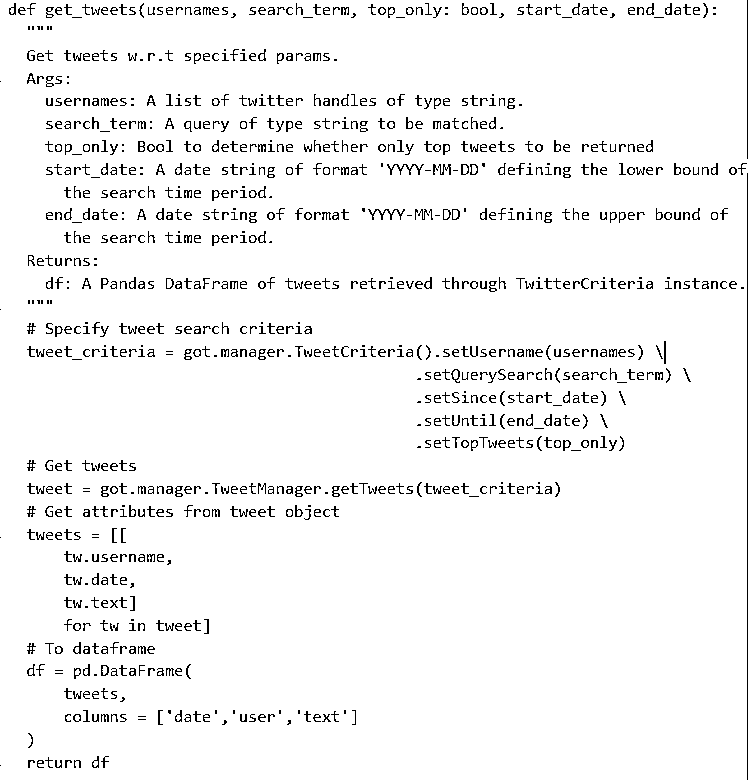 def get_tweets(usernames, search_term, top_only: bool, start_date, end_date):
"""
Get tweets w.r.t specified params.
Args:
usernames: A list of twitter handles of type string.
search_term: A query of type string to be matched.
top_only: Bool to determine whether only top tweets to be returned
start_date: A date string of format 'YYYY-MM-DD' defining the lower bound of
the search time period.
end_date: A date string of format 'YYYY-MM-DD' defining the upper bound of
the search time period.
Returns:
df: A Pandas DataFrame of tweets retrieved through TwitterCriteria instance.
"""
# Specify tweet search criteria
tweet_criteria = got.manager.TweetCriteria().setUsername(usernames) \
.setQuerySearch(search_term) \
.setSince(start_date) \
.setUntil(end_date) \
.setTopTweets(top_only)
# Get tweets
tweet = got.manager.TweetManager.getTweets(tweet_criteria)
# Get attributes from tweet object
tweets = [[
tw.username,
tw.date,
tw.text]
for tw in tweet]
# To dataframe
df = pd.DataFrame(
tweets,
columns = ['date','user','text']
)
return df